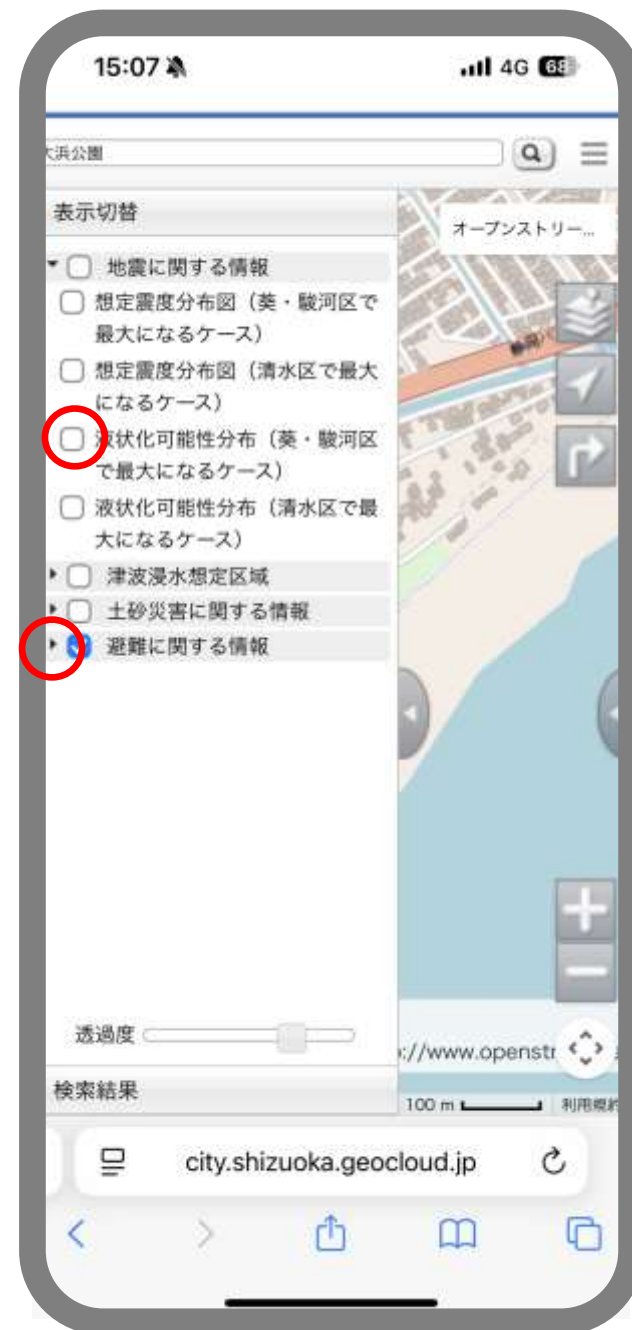 15:07
4G 68
大浜公園
表示切替
オープンストリー...
地震に関する情報
想定震度分布図（葵・駿河区で
最大になるケース）
想定震度分布図（清水区で最大
になるケース）
液状化可能性分布（葵・駿河区
で最大になるケース）
液状化可能性分布（清水区で最
大になるケース）
津波浸水想定区域
土砂災害に関する情報
避難に関する情報
透過度
://www.openstr
検索結果
100 m
利用規約
city.shizuoka.geocloud.jp